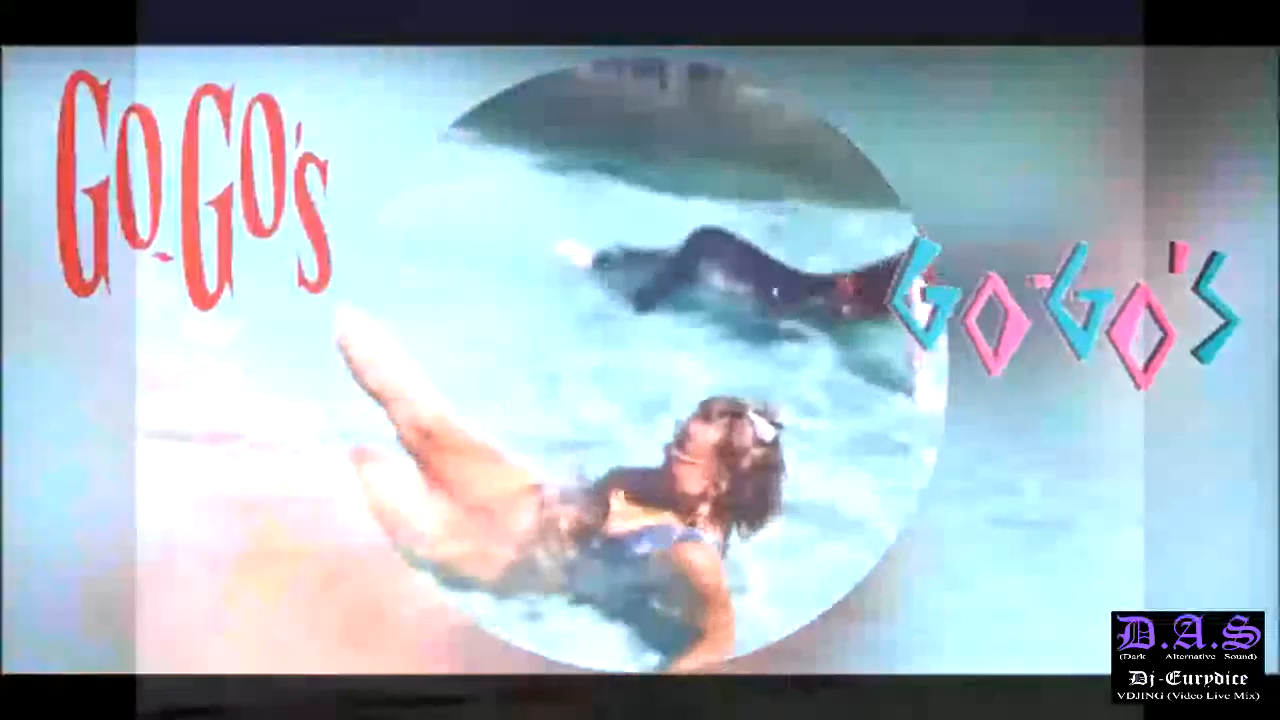 Go-Go's
Go-Go's
D.A.S
(Dark Alternative Sound)
Dj-Eurydice
VDJING (Video Live Mix)